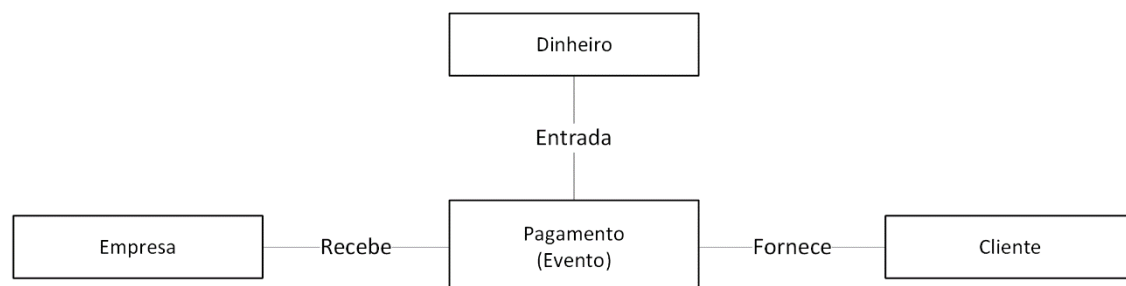 Dinheiro
Entrada
Empresa
Recebe
Pagamento
(Evento)
Fornece
Cliente